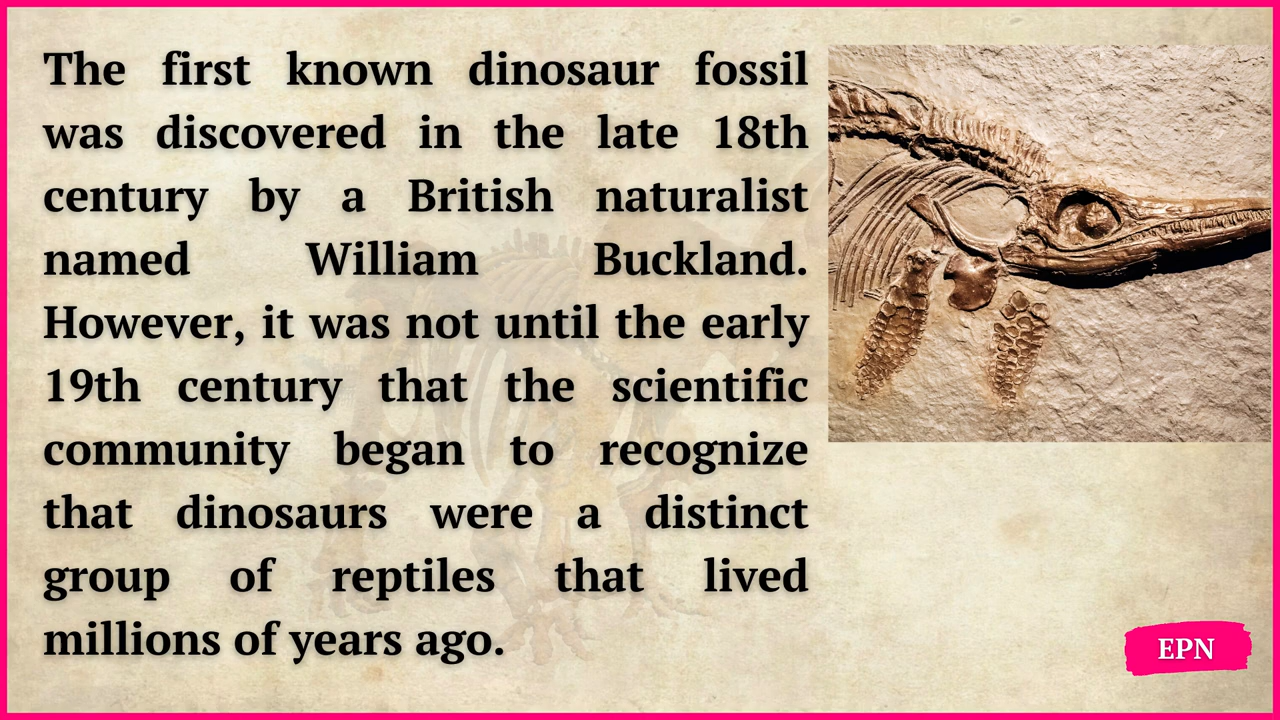 The first known dinosaur fossil
was discovered in the late 18th
century by a British naturalist
named William Buckland.
However, it was not until the early
19th century that the scientific
community began to recognize
that dinosaurs were a distinct
group of reptiles that lived
millions of years ago.
EPN